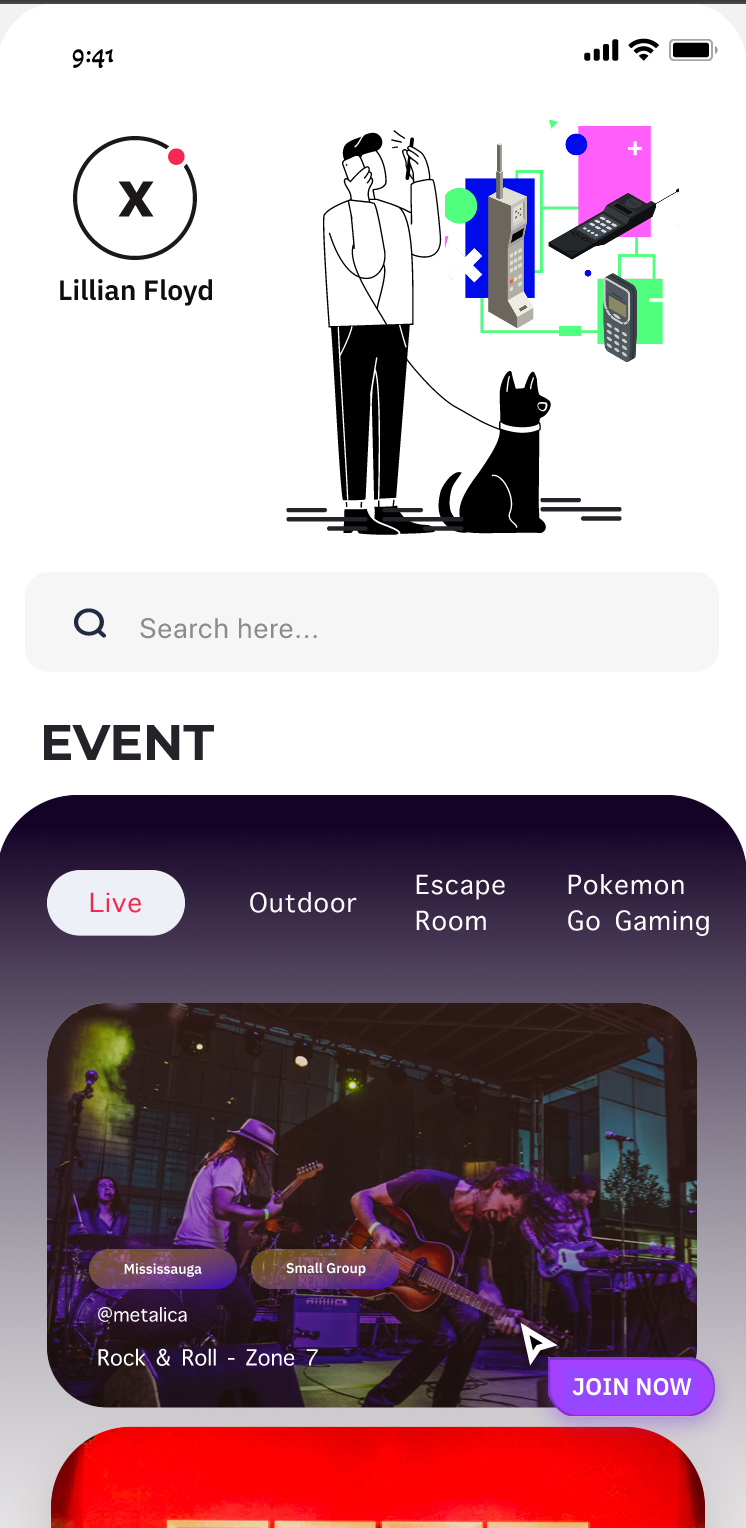 9:41
X
Lillian Floyd
Search here...
EVENT
Live
Outdoor
Escape
Room
Pokemon
Go Gaming
Mississauga
Small Group
@metalica
Rock & Roll - Zone 7
JOIN NOW